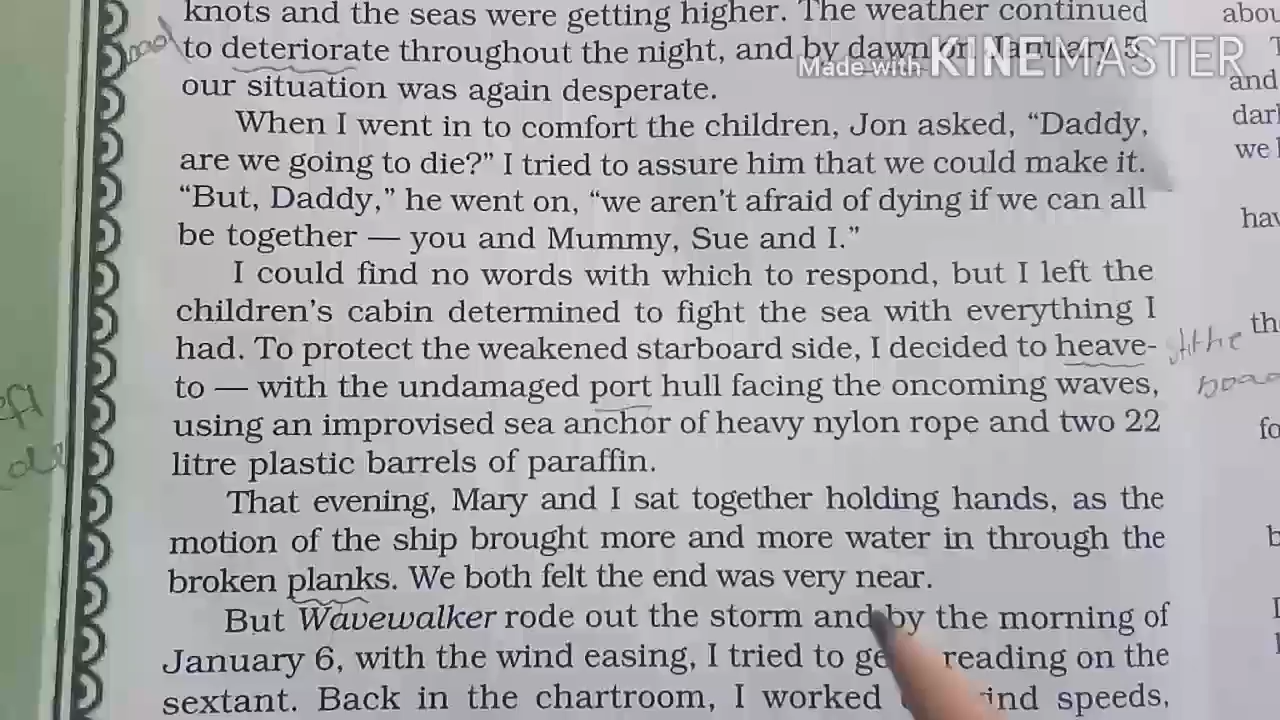 knots and the seas were getting higher. The weather continued
to deteriorate throughout the night, and by dawn on January 5,
our situation was again desperate.
When I went in to comfort the children, Jon asked, “Daddy,
are we going to die?” I tried to assure him that we could make it.
“But, Daddy,” he went on, “we aren’t afraid of dying if we can all
be together — you and Mummy, Sue and I.”
I could find no words with which to respond, but I left the
children’s cabin determined to fight the sea with everything I
had. To protect the weakened starboard side, I decided to heave-
to — with the undamaged port hull facing the oncoming waves,
using an improvised sea anchor of heavy nylon rope and two 22
litre plastic barrels of paraffin.
That evening, Mary and I sat together holding hands, as the
motion of the ship brought more and more water in through the
broken planks. We both felt the end was very near.
But Wavewalker rode out the storm and by the morning of
January 6, with the wind easing, I tried to get reading on the
sextant. Back in the chartroom, I worked wind speeds,
Made with KINEMASTER
and
we